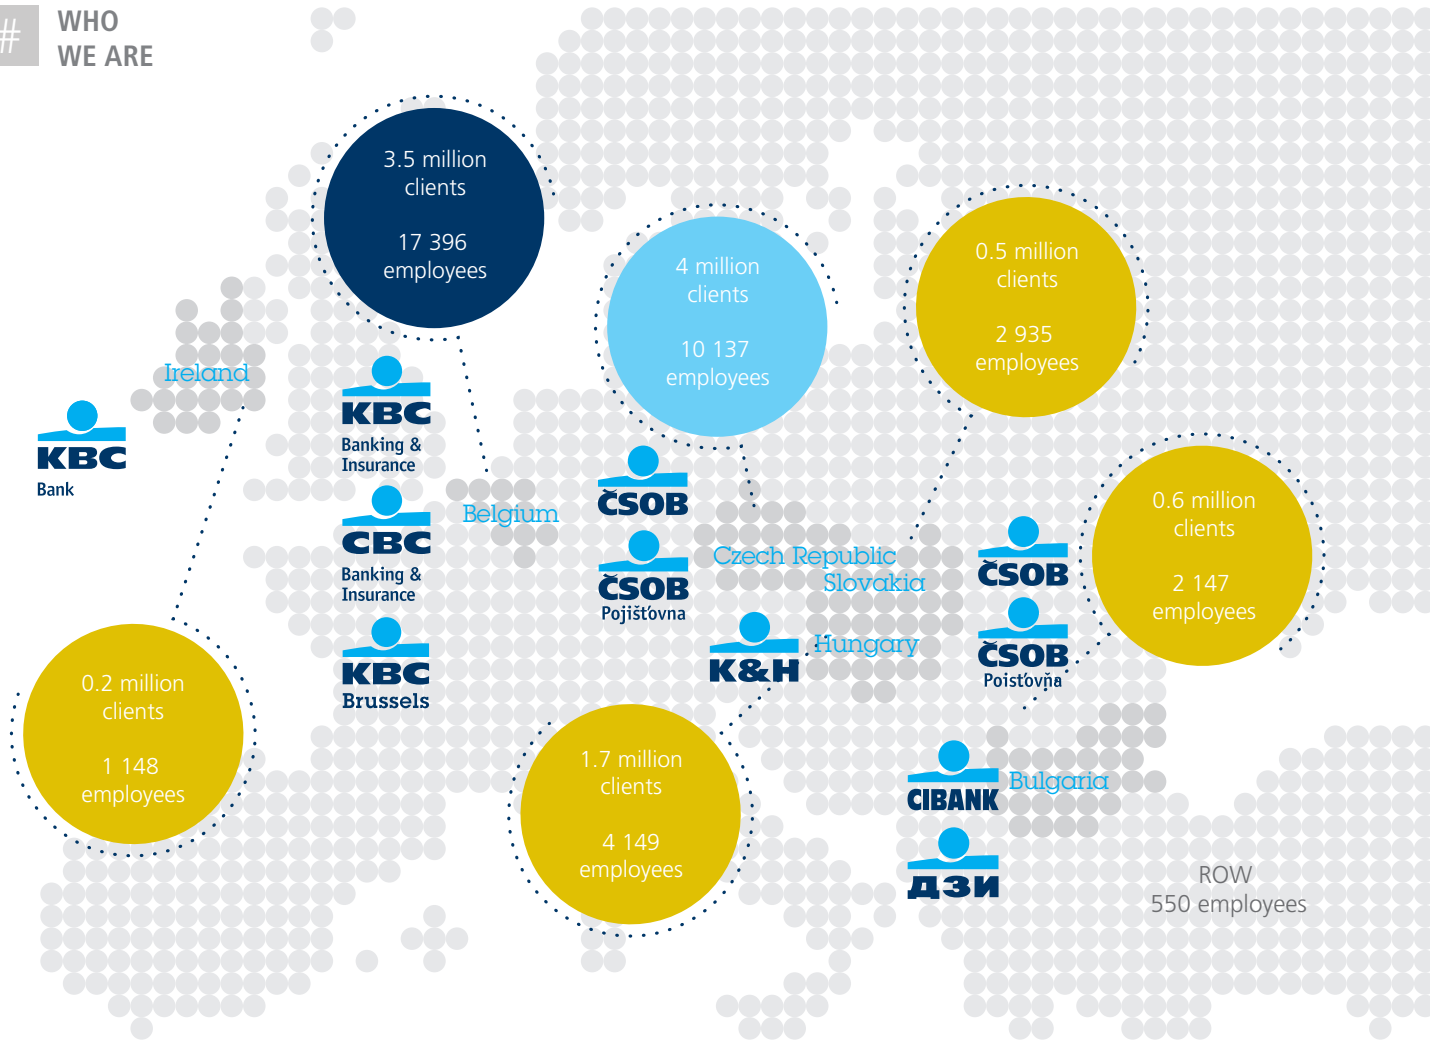 #
WHO
WE ARE
3.5 million
clients
17 396
employees
4 million
clients
10 137
employees
0.5 million
clients
2 935
employees
Ireland
KBC
Bank
KBC
Banking &
Insurance
CBC
Banking &
Insurance
KBC
Brussels
Belgium
ČSOB
ČSOB
Pojišťovna
Czech Republic
Slovakia
ČSOB
ČSOB
Poisťovňa
K&H
Hungary
0.6 million
clients
2 147
employees
0.2 million
clients
1 148
employees
1.7 million
clients
4 149
employees
CIBANK
ДЗИ
Bulgaria
ROW
550 employees